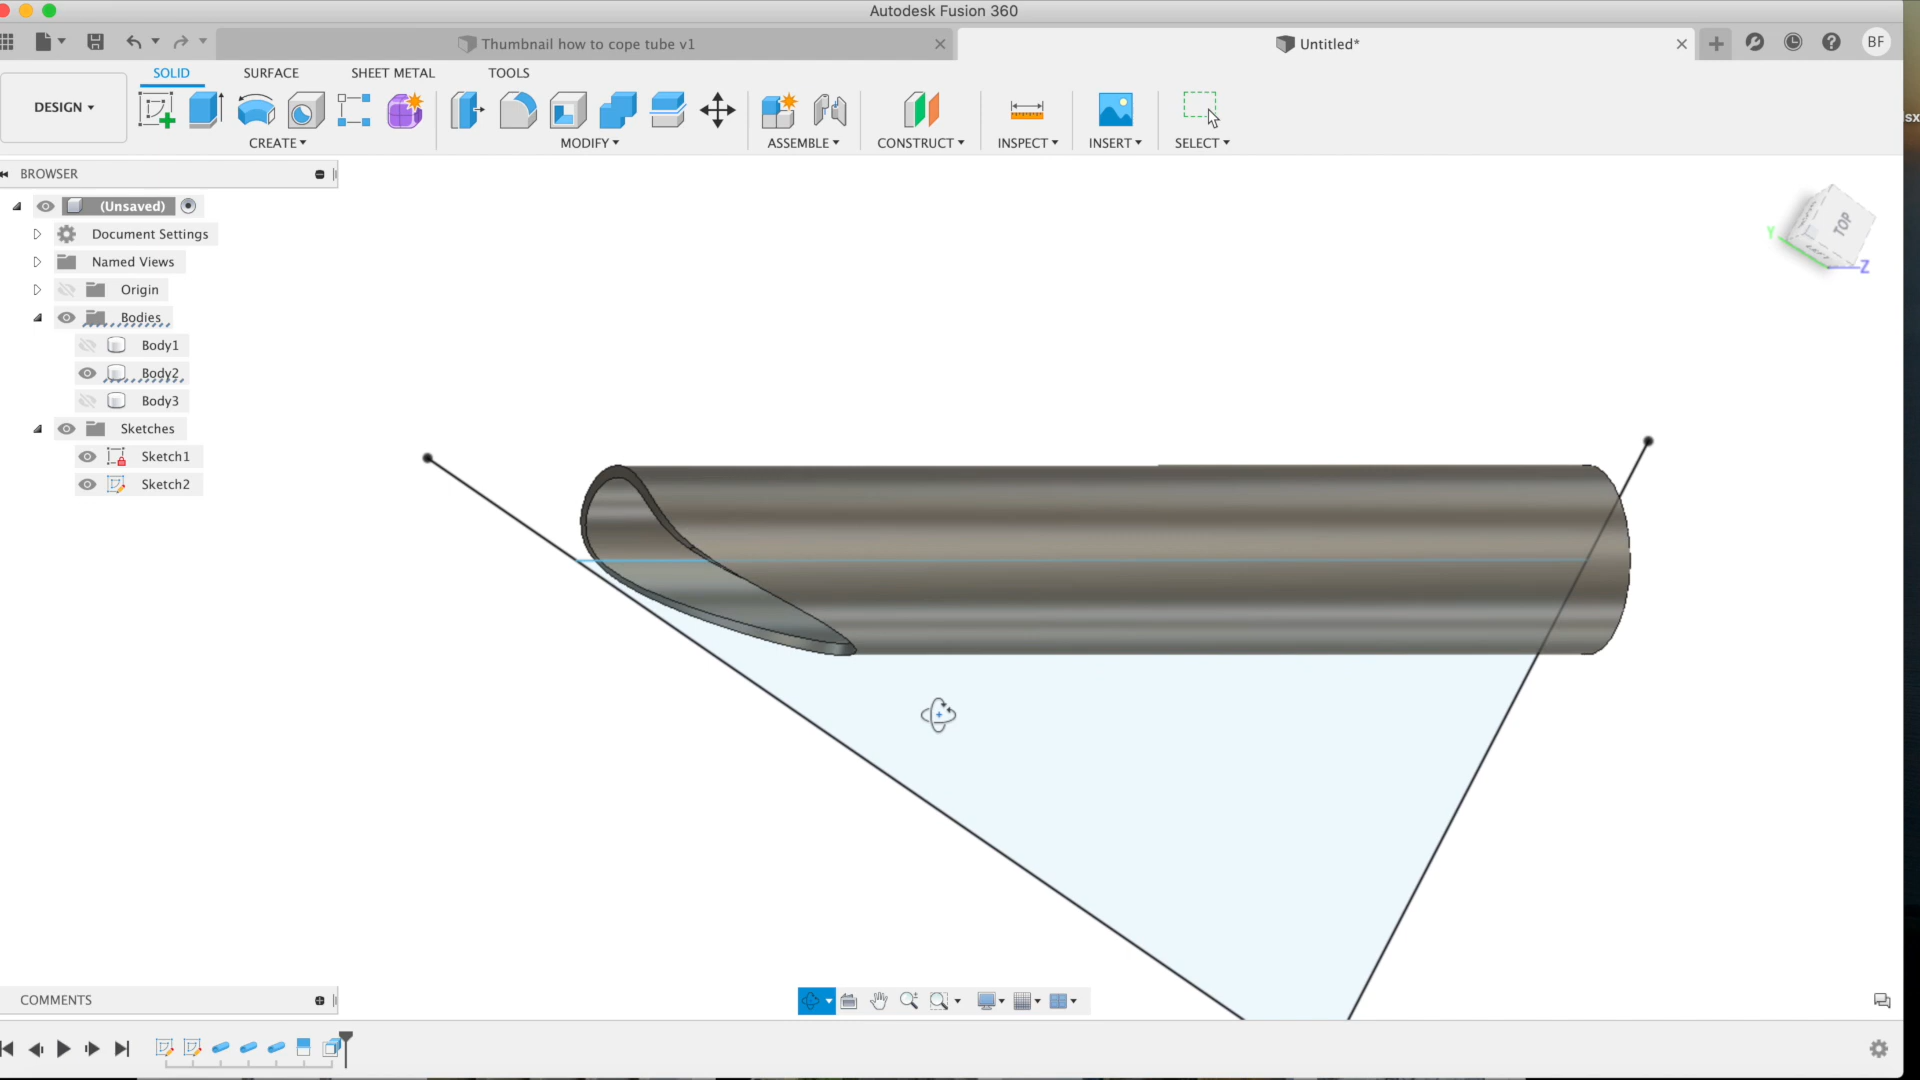 Autodesk Fusion 360
Thumbnail how to cope tube v1
Untitled*
BF
SOLID SURFACE SHEET METAL TOOLS
DESIGN
CREATE MODIFY ASSEMBLE CONSTRUCT INSPECT INSERT SELECT
sx
BROWSER
(Unsaved)
Document Settings
Named Views
Origin
Bodies
Body1
Body2
Body3
Sketches
Sketch1
Sketch2
TOP
Y
Z
COMMENTS